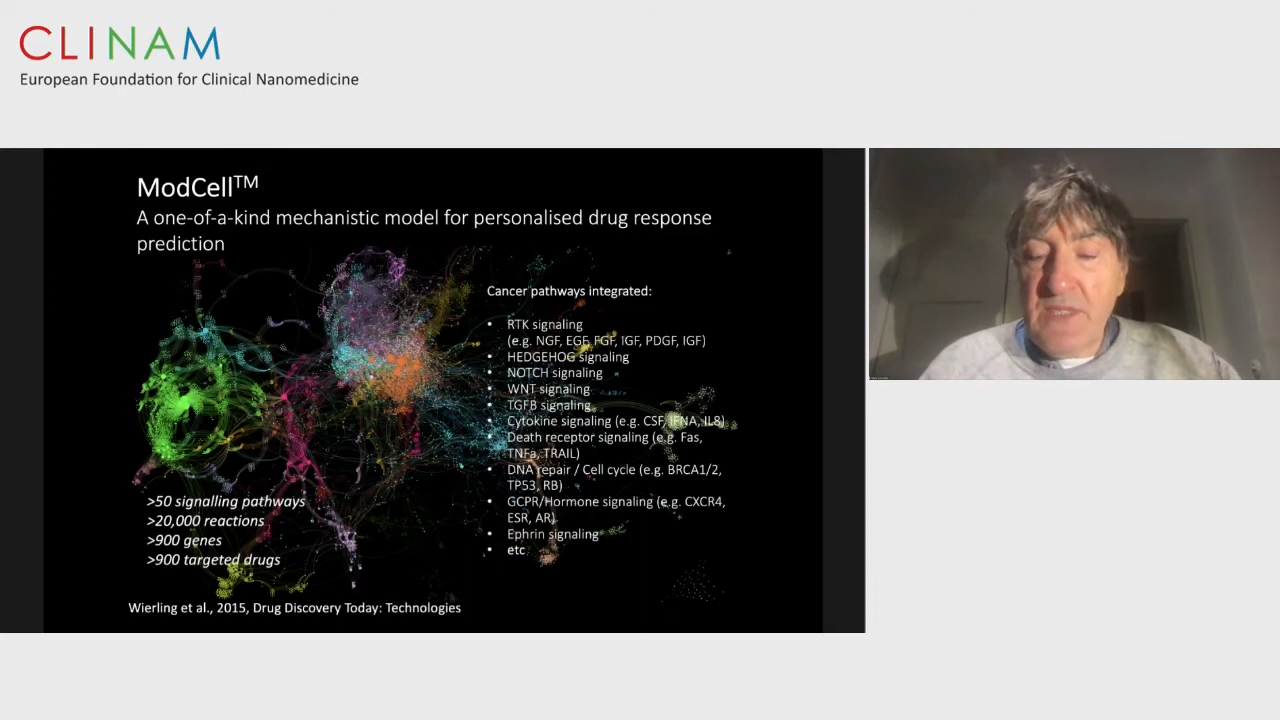 CLINAM
European Foundation for Clinical Nanomedicine
ModCell™
A one-of-a-kind mechanistic model for personalised drug response
prediction
Cancer pathways integrated:
• RTK signaling
(e.g. NGF, EGF, FGF, IGF, PDGF, IGF)
• HEDGEHOG signaling
• NOTCH signaling
• WNT signaling
• TGFB signaling
• Cytokine signaling (e.g. CSF, IFNA, IL8)
• Death receptor signaling (e.g. Fas,
TNFa, TRAIL)
• DNA repair / Cell cycle (e.g. BRCA1/2,
TP53, RB)
• GCPR/Hormone signaling (e.g. CXCR4,
ESR, AR)
• Ephrin signaling
• etc
>50 signalling pathways
>20,000 reactions
>900 genes
>900 targeted drugs
Wierling et al., 2015, Drug Discovery Today: Technologies